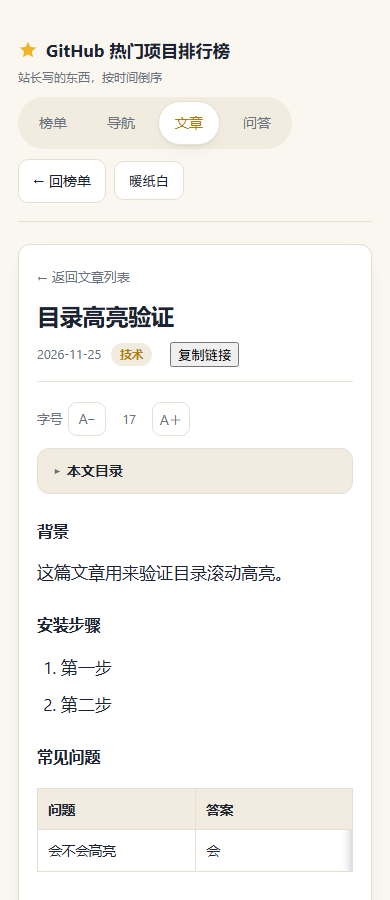 GitHub 热门项目排行榜
站长写的东西，按时间倒序
榜单 导航 文章 问答
← 回榜单 暖纸白
← 返回文章列表
目录高亮验证
2026-11-25 技术 复制链接
字号 A− 17 A＋
▸ 本文目录
背景
这篇文章用来验证目录滚动高亮。
安装步骤
1. 第一步
2. 第二步
常见问题
问题 答案
会不会高亮 会